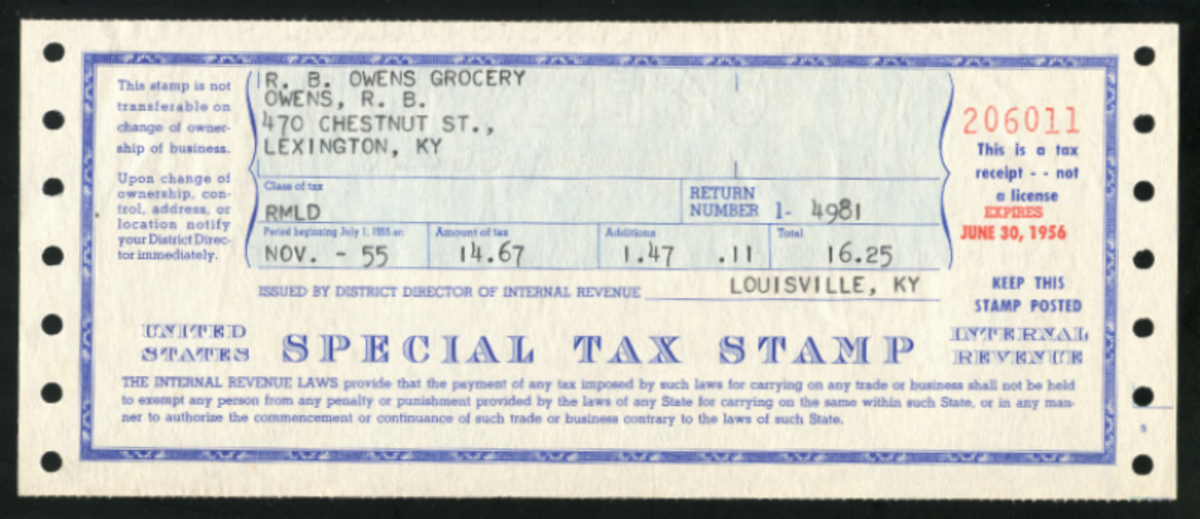 This stamp is not
transferable on
change of owner-
ship of business.
Upon change of
ownership, con-
trol, address, or
location notify
your District Direc-
tor immediately.
R. B. OWENS GROCERY
OWENS, R. B.
470 CHESTNUT ST.,
LEXINGTON, KY
Class of tax
RMLD
RETURN
NUMBER 1- 4981
Period beginning July 1, 1955 or:
NOV. - 55
Amount of tax
14.67
Additions
1.47 .11
Total
16.25
ISSUED BY DISTRICT DIRECTOR OF INTERNAL REVENUE LOUISVILLE, KY
206011
This is a tax
receipt - - not
a license
EXPIRES
JUNE 30, 1956
KEEP THIS
STAMP POSTED
UNITED
STATES
SPECIAL TAX STAMP
INTERNAL
REVENUE
THE INTERNAL REVENUE LAWS provide that the payment of any tax imposed by such laws for carrying on any trade or business shall not be held
to exempt any person from any penalty or punishment provided by the laws of any State for carrying on the same within such State, or in any man-
ner to authorize the commencement or continuance of such trade or business contrary to the laws of such State.
5